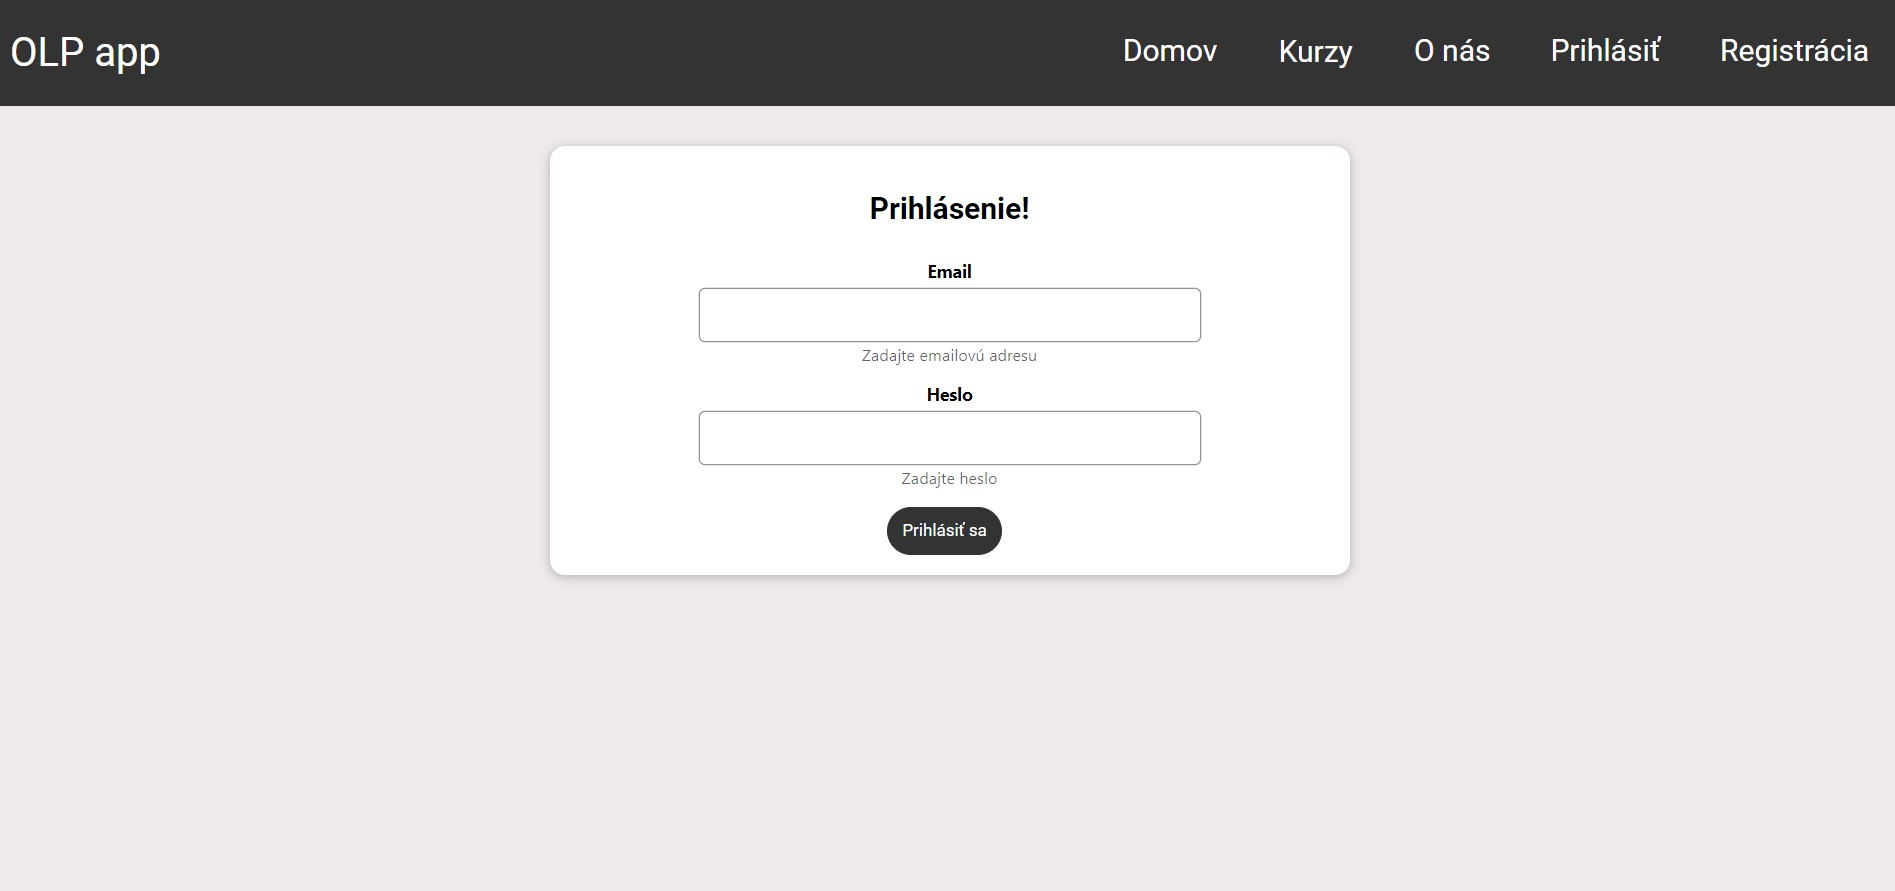 OLP app
Domov Kurzy O nás Prihlásiť Registrácia
Prihlásenie!
Email
Zadajte emailovú adresu
Heslo
Zadajte heslo
Prihlásiť sa